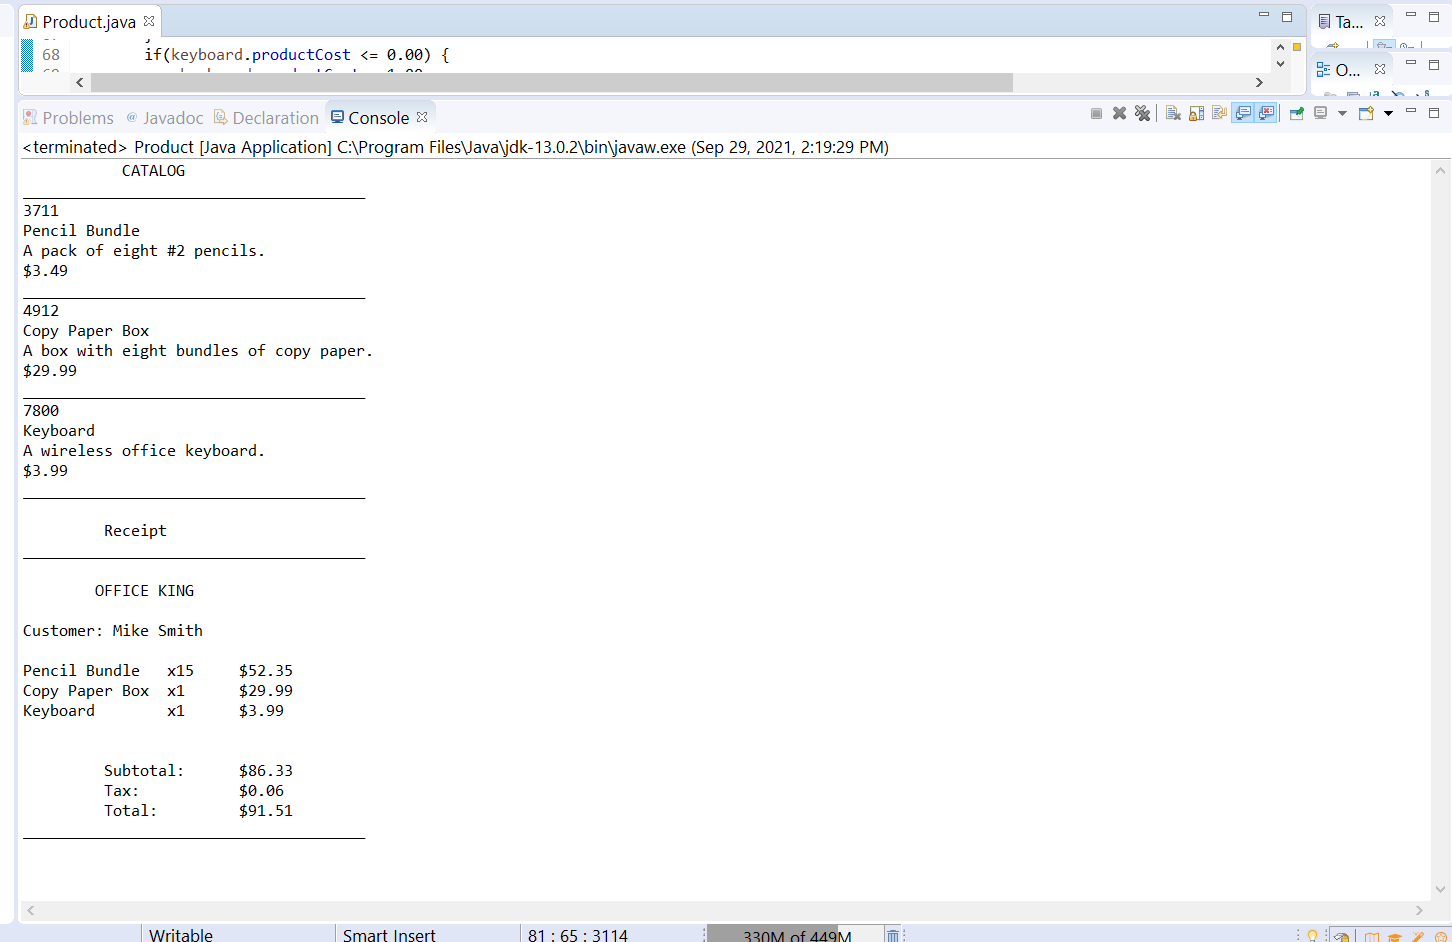 Product.java
Ta...
68 if(keyboard.productCost <= 0.00) {
O...
Problems @ Javadoc Declaration Console
<terminated> Product [Java Application] C:\Program Files\Java\jdk-13.0.2\bin\javaw.exe (Sep 29, 2021, 2:19:29 PM)
CATALOG
3711
Pencil Bundle
A pack of eight #2 pencils.
$3.49
4912
Copy Paper Box
A box with eight bundles of copy paper.
$29.99
7800
Keyboard
A wireless office keyboard.
$3.99
Receipt
OFFICE KING
Customer: Mike Smith
Pencil Bundle x15 $52.35
Copy Paper Box x1 $29.99
Keyboard x1 $3.99
Subtotal: $86.33
Tax: $0.06
Total: $91.51
Writable Smart Insert 81 : 65 : 3114 330M of 449M